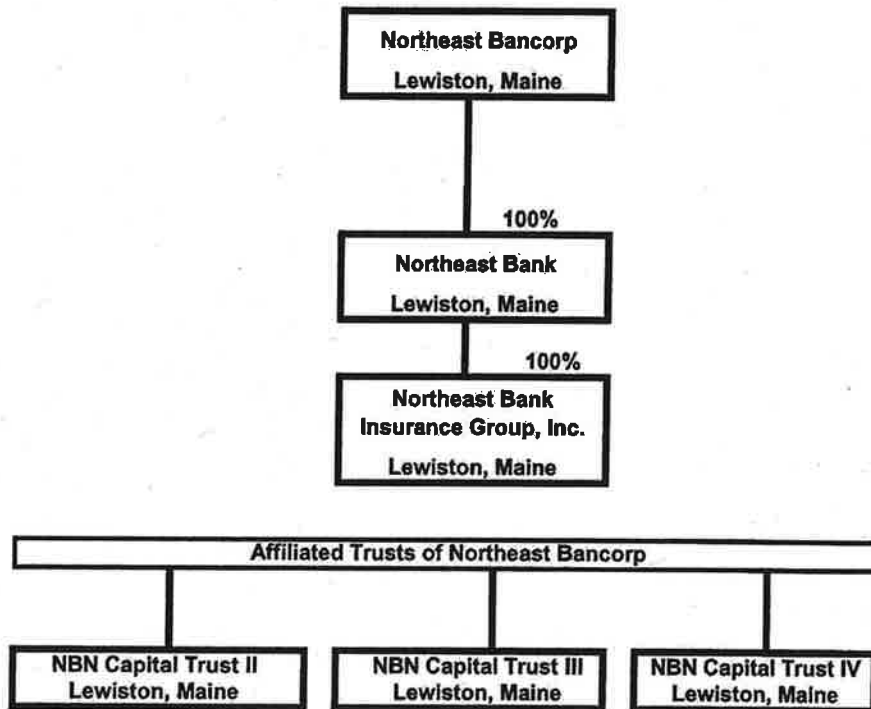 Northeast Bancorp
Lewiston, Maine
100%
Northeast Bank
Lewiston, Maine
100%
Northeast Bank
Insurance Group, Inc.
Lewiston, Maine
Affiliated Trusts of Northeast Bancorp
NBN Capital Trust II
Lewiston, Maine
NBN Capital Trust III
Lewiston, Maine
NBN Capital Trust IV
Lewiston, Maine